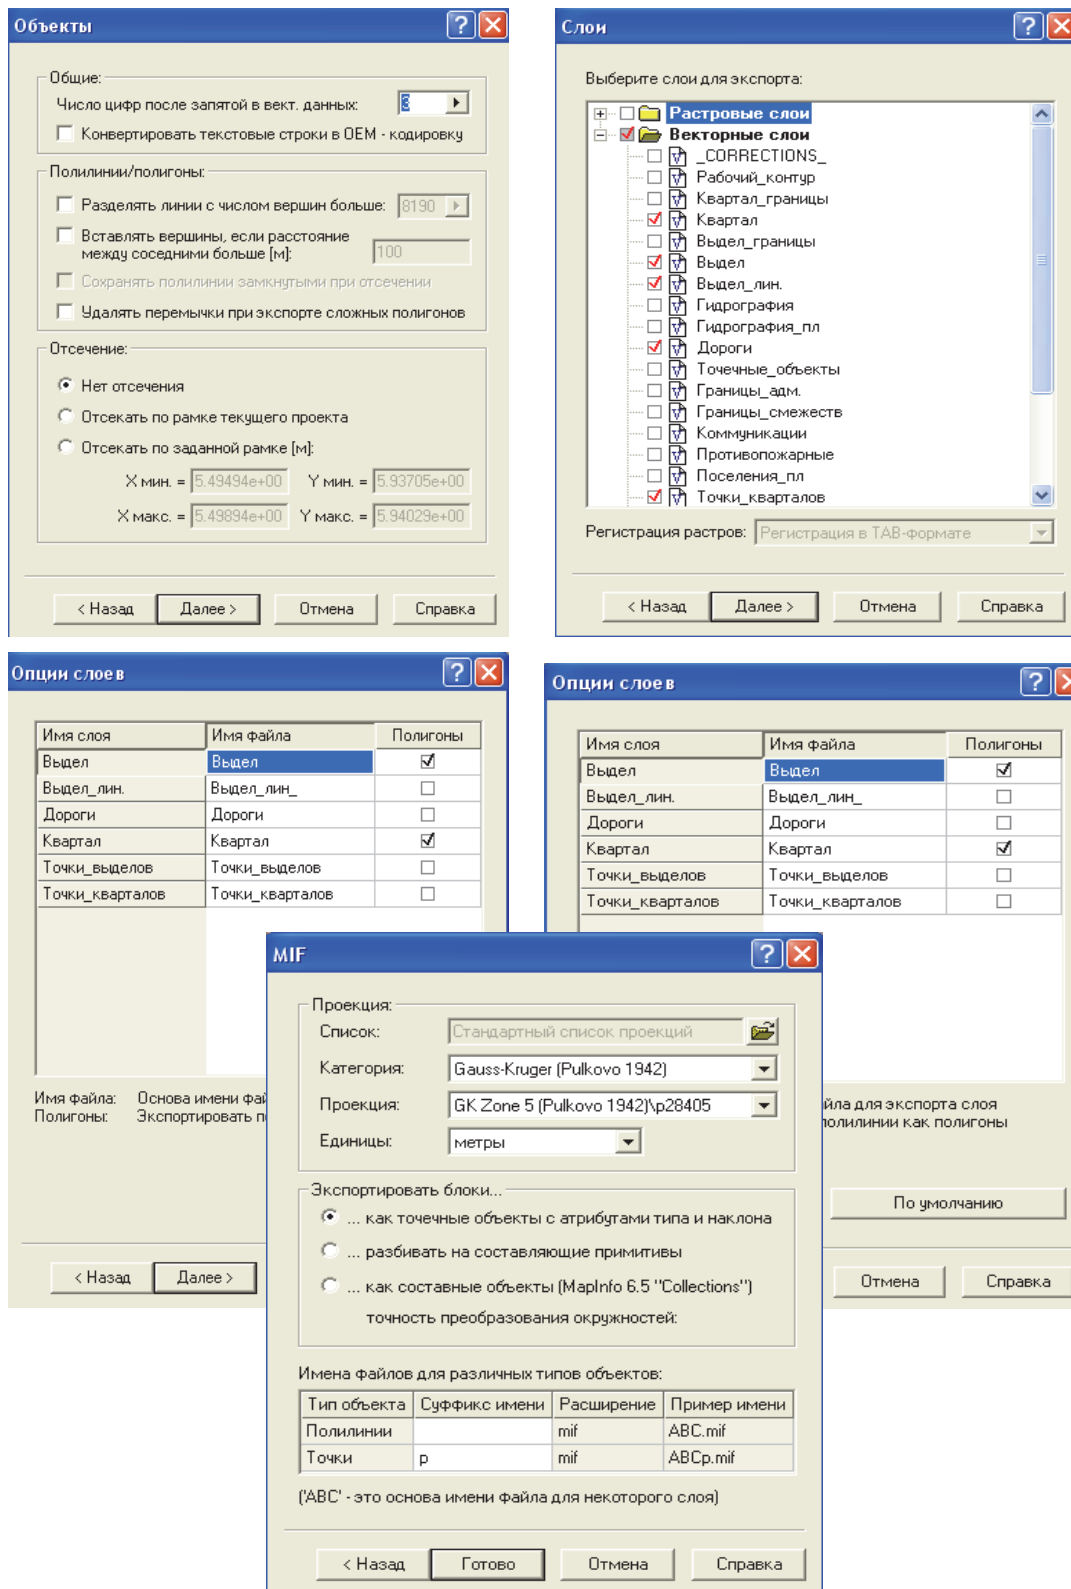 Объекты
Общие:
Число цифр после запятой в вект. данных: 3
Конвертировать текстовые строки в OEM - кодировку
Полилинии/полигоны:
Разделять линии с числом вершин больше: 8190
Вставлять вершины, если расстояние
между соседними больше [м]: 100
Сохранять полилинии замкнутыми при отсечении
Удалять перемычки при экспорте сложных полигонов
Отсечение:
Нет отсечения
Отсекать по рамке текущего проекта
Отсекать по заданной рамке [м]:
X мин. = 5.49494e+00 Y мин. = 5.93705e+00
X макс. = 5.49894e+00 Y макс. = 5.94029e+00
< Назад Далее > Отмена Справка
Слои
Выберите слои для экспорта:
Растровые слои
Векторные слои
_CORRECTIONS_
Рабочий_контур
Квартал_границы
Квартал
Выдел_границы
Выдел
Выдел_лин.
Гидрография
Гидрография_пл
Дороги
Точечные_объекты
Границы_адм.
Границы_смежеств
Коммуникации
Противопожарные
Поселения_пл
Точки_кварталов
Регистрация растров: Регистрация в TAB-формате
< Назад Далее > Отмена Справка
Опции слоев
Имя слоя Имя файла Полигоны
Выдел Выдел
Выдел_лин. Выдел_лин_
Дороги Дороги
Квартал Квартал
Точки_выделов Точки_выделов
Точки_кварталов Точки_кварталов
Имя файла: Основа имени фай
Полигоны: Экспортировать п
< Назад Далее >
Опции слоев
Имя слоя Имя файла Полигоны
Выдел Выдел
Выдел_лин. Выдел_лин_
Дороги Дороги
Квартал Квартал
Точки_выделов Точки_выделов
Точки_кварталов Точки_кварталов
йла для экспорта слоя
полилинии как полигоны
По умолчанию
Отмена Справка
MIF
Проекция:
Список: Стандартный список проекций
Категория: Gauss-Kruger (Pulkovo 1942)
Проекция: GK Zone 5 (Pulkovo 1942)\p28405
Единицы: метры
Экспортировать блоки...
... как точечные объекты с атрибутами типа и наклона
... разбивать на составляющие примитивы
... как составные объекты (MapInfo 6.5 "Collections")
точность преобразования окружностей:
Имена файлов для различных типов объектов:
Тип объекта Суффикс имени Расширение Пример имени
Полилинии mif ABC.mif
Точки p mif ABCp.mif
('ABC' - это основа имени файла для некоторого слоя)
< Назад Готово Отмена Справка